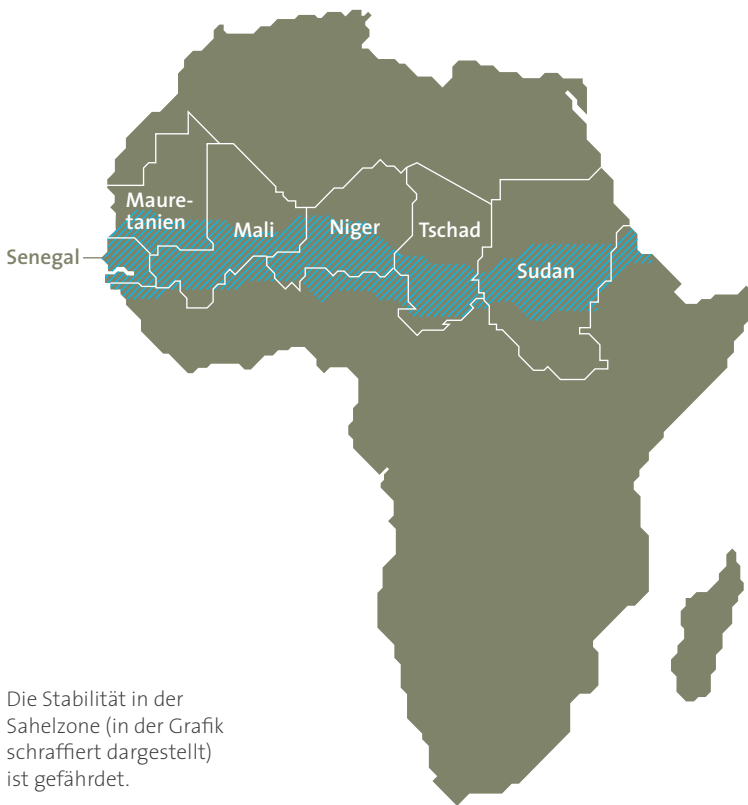 Maure-
tanien
Mali
Niger
Tschad
Senegal
Sudan
Die Stabilität in der
Sahelzone (in der Grafik
schraffiert dargestellt)
ist gefährdet.